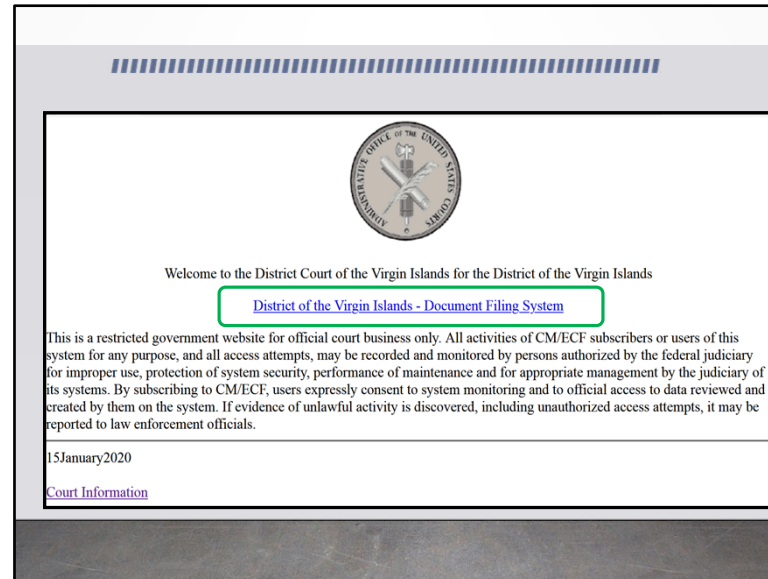 ADMINISTRATIVE OFFICE OF THE UNITED STATES COURTS
Welcome to the District Court of the Virgin Islands for the District of the Virgin Islands
District of the Virgin Islands - Document Filing System
This is a restricted government website for official court business only. All activities of CM/ECF subscribers or users of this
system for any purpose, and all access attempts, may be recorded and monitored by persons authorized by the federal judiciary
for improper use, protection of system security, performance of maintenance and for appropriate management by the judiciary of
its systems. By subscribing to CM/ECF, users expressly consent to system monitoring and to official access to data reviewed and
created by them on the system. If evidence of unlawful activity is discovered, including unauthorized access attempts, it may be
reported to law enforcement officials.
15January2020
Court Information